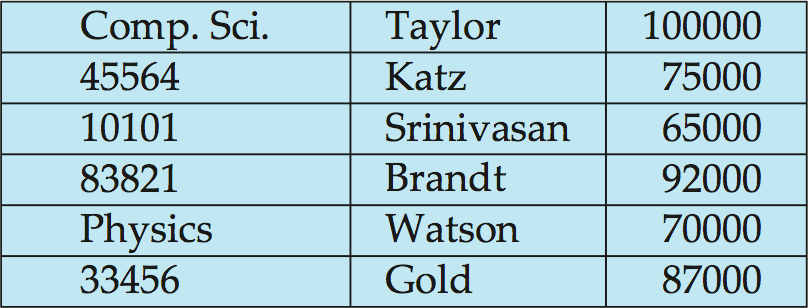 Comp. Sci. Taylor 100000
45564 Katz 75000
10101 Srinivasan 65000
83821 Brandt 92000
Physics Watson 70000
33456 Gold 87000